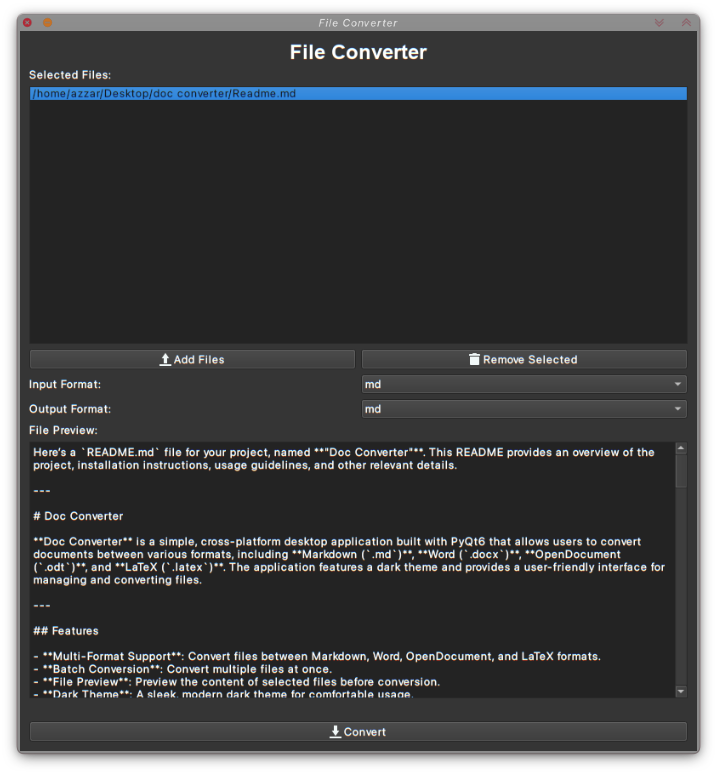 File Converter
File Converter
Selected Files:
/home/azzar/Desktop/doc converter/Readme.md
Add Files
Remove Selected
Input Format:
md
Output Format:
md
File Preview:
Here's a `README.md` file for your project, named **"Doc Converter"**. This README provides an overview of the
project, installation instructions, usage guidelines, and other relevant details.
---
# Doc Converter
**Doc Converter** is a simple, cross-platform desktop application built with PyQt6 that allows users to convert
documents between various formats, including **Markdown (`.md`)**, **Word (`.docx`)**, **OpenDocument
(`.odt`)**, and **LaTeX (`.latex`)**. The application features a dark theme and provides a user-friendly interface for
managing and converting files.
---
## Features
- **Multi-Format Support**: Convert files between Markdown, Word, OpenDocument, and LaTeX formats.
- **Batch Conversion**: Convert multiple files at once.
- **File Preview**: Preview the content of selected files before conversion.
- **Dark Theme**: A sleek, modern dark theme for comfortable usage.
Convert